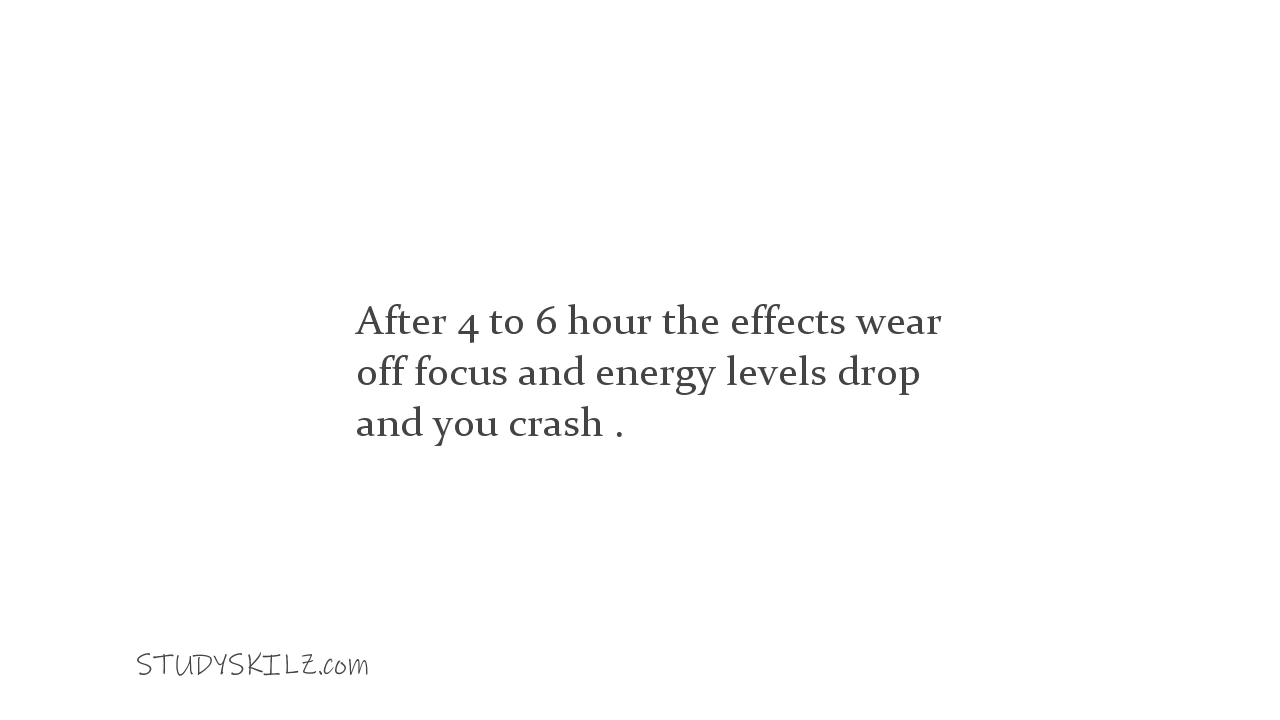 After 4 to 6 hour the effects wear
off focus and energy levels drop
and you crash .
STUDYSKILZ.com